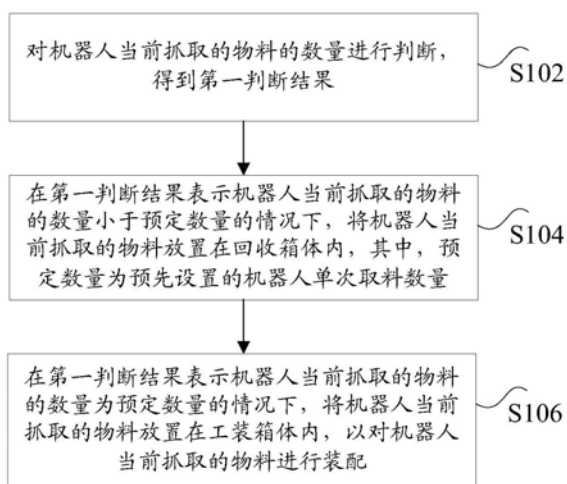 对机器人当前抓取的物料的数量进行判断，
得到第一判断结果
S102
在第一判断结果表示机器人当前抓取的物料
的数量小于预定数量的情况下，将机器人当
前抓取的物料放置在回收箱体内，其中，预
定数量为预先设置的机器人单次取料数量
S104
在第一判断结果表示机器人当前抓取的物料
的数量为预定数量的情况下，将机器人当前
抓取的物料放置在工装箱体内，以对机器人
当前抓取的物料进行装配
S106